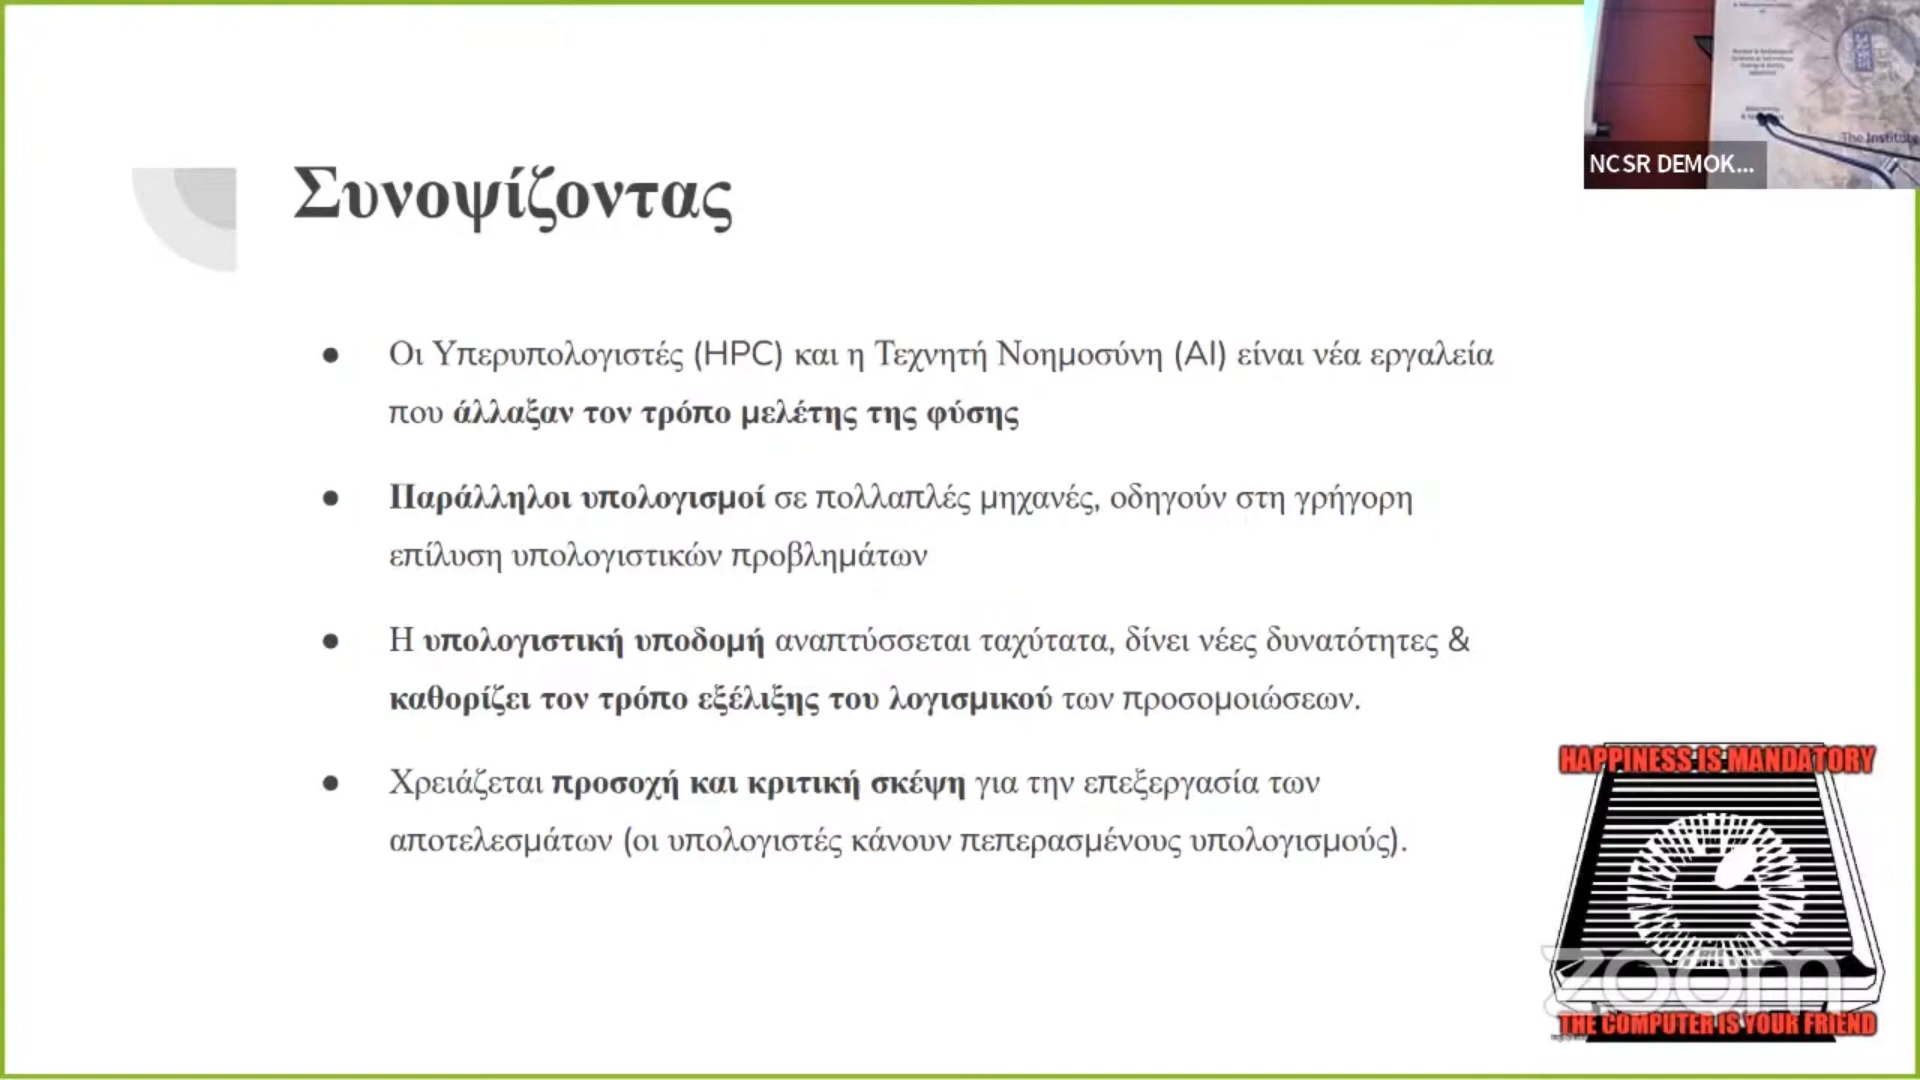 NCSR DEMOK...
The Institute
Συνοψίζοντας
● Οι Υπερυπολογιστές (HPC) και η Τεχνητή Νοημοσύνη (AI) είναι νέα εργαλεία
που άλλαξαν τον τρόπο μελέτης της φύσης
● Παράλληλοι υπολογισμοί σε πολλαπλές μηχανές, οδηγούν στη γρήγορη
επίλυση υπολογιστικών προβλημάτων
● Η υπολογιστική υποδομή αναπτύσσεται ταχύτατα, δίνει νέες δυνατότητες &
καθορίζει τον τρόπο εξέλιξης του λογισμικού των προσομοιώσεων.
● Χρειάζεται προσοχή και κριτική σκέψη για την επεξεργασία των
αποτελεσμάτων (οι υπολογιστές κάνουν πεπερασμένους υπολογισμούς).
HAPPINESS IS MANDATORY
zoom
THE COMPUTER IS YOUR FRIEND